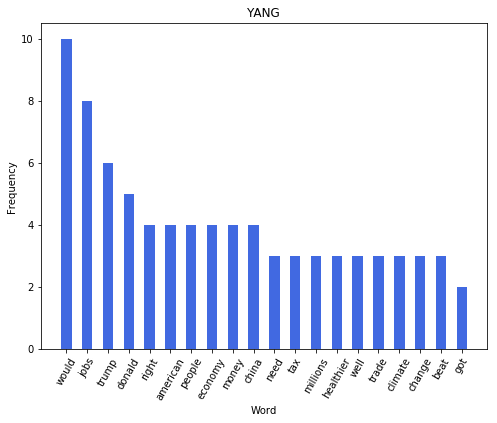 YANG
Frequency
10
8
6
4
2
0
would
jobs
trump
donald
right
american
people
economy
money
china
need
tax
millions
healthier
well
trade
climate
change
beat
got
Word